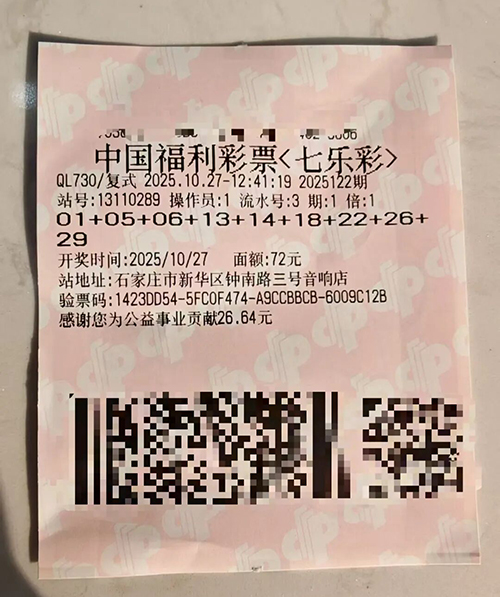 中国福利彩票<七乐彩>
QL730/复式 2025.10.27-12:41:19 2025122期
站号:13110289 操作员:1 流水号:3 期:1 倍:1
01+05+06+13+14+18+22+26+
29
开奖时间:2025/10/27 面额:72元
站地址:石家庄市新华区钟南路三号音响店
验票码:1423DD54-5FC0F474-A9CCBBCB-6009C12B
感谢您为公益事业贡献26.64元